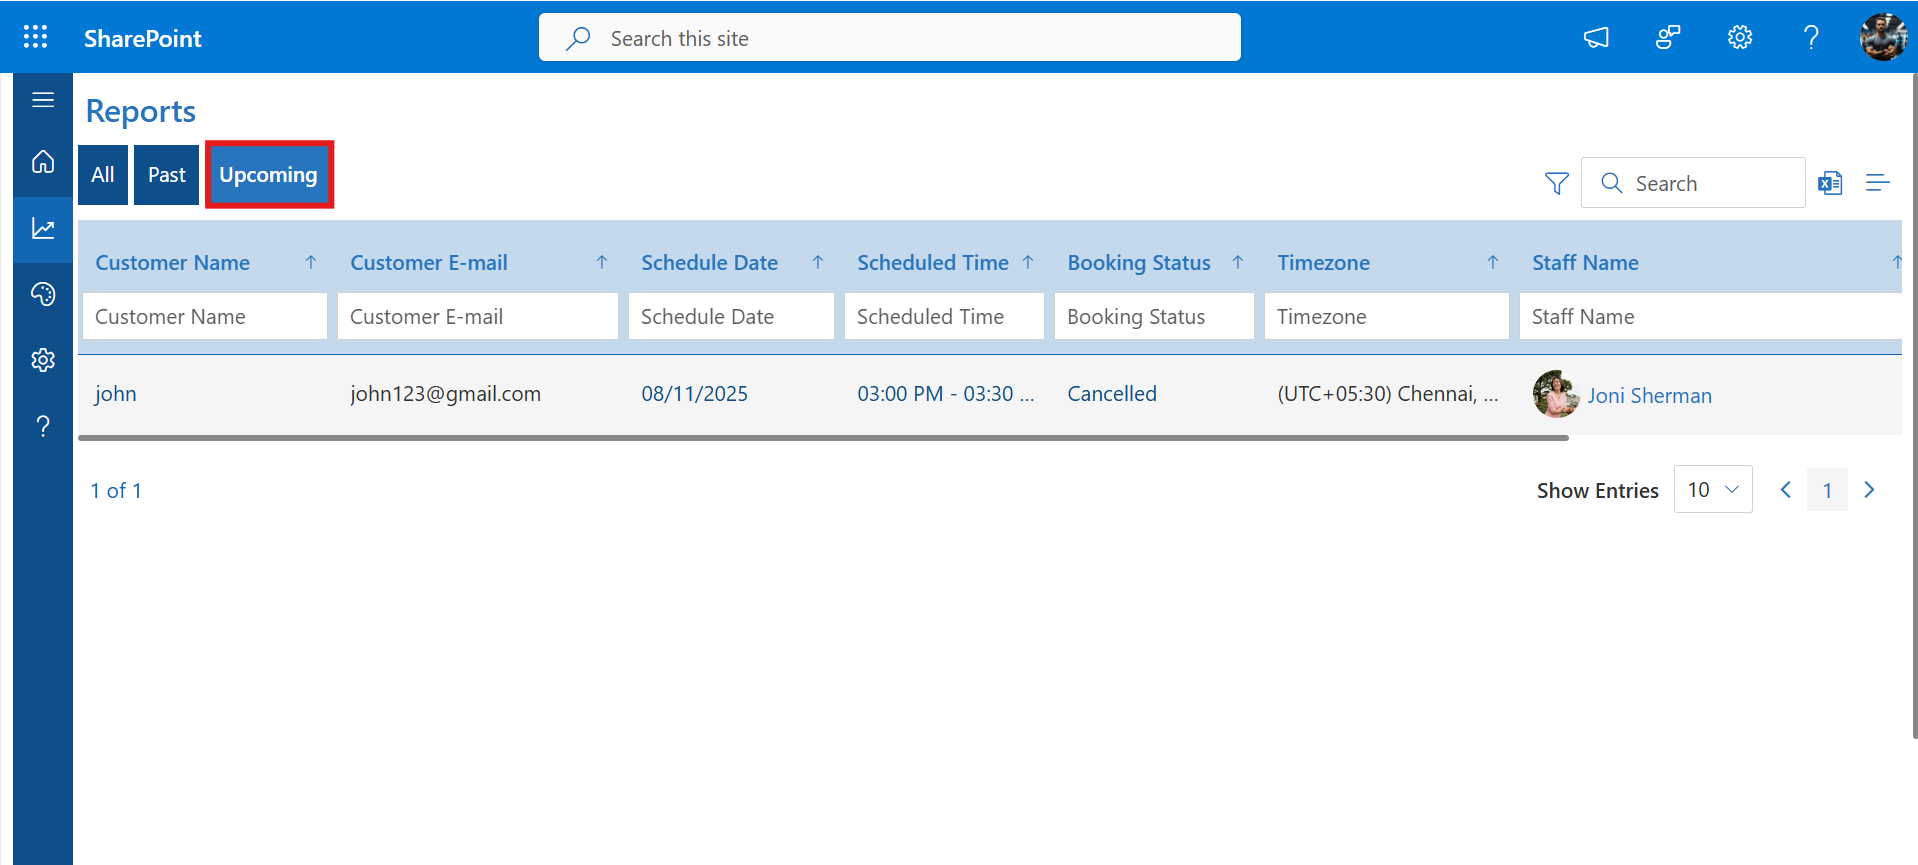 SharePoint
Search this site
Reports
All Past Upcoming
Search
Customer Name Customer E-mail Schedule Date Scheduled Time Booking Status Timezone Staff Name
Customer Name Customer E-mail Schedule Date Scheduled Time Booking Status Timezone Staff Name
john john123@gmail.com 08/11/2025 03:00 PM - 03:30 ... Cancelled (UTC+05:30) Chennai, ... Joni Sherman
1 of 1 Show Entries 10 1